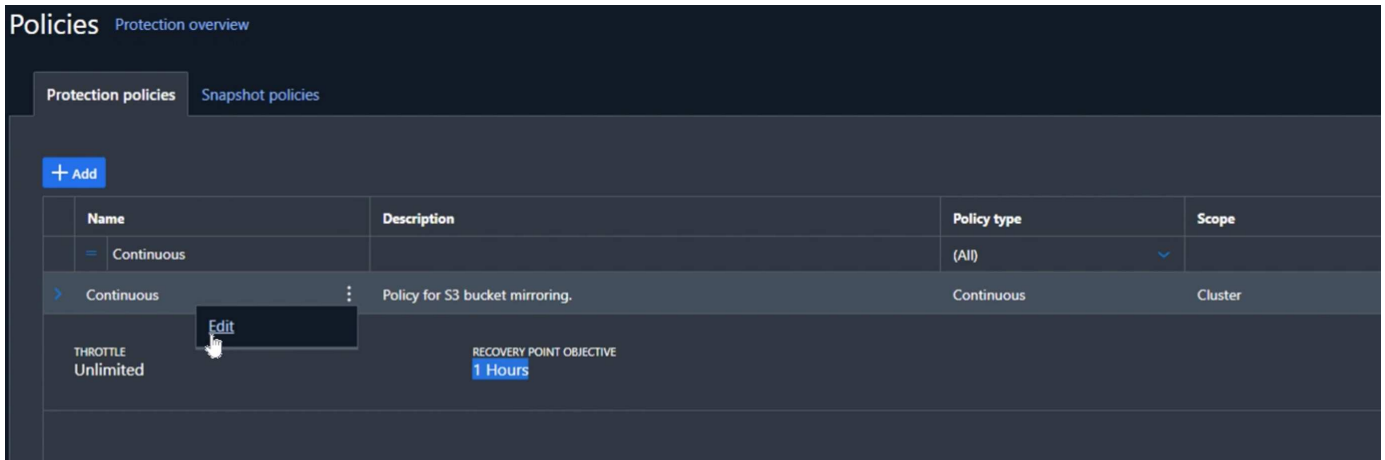 Policies Protection overview
Protection policies Snapshot policies
+ Add
Name Description Policy type Scope
= Continuous (All)
Continuous Policy for S3 bucket mirroring. Continuous Cluster
Edit
THROTTLE RECOVERY POINT OBJECTIVE
Unlimited 1 Hours